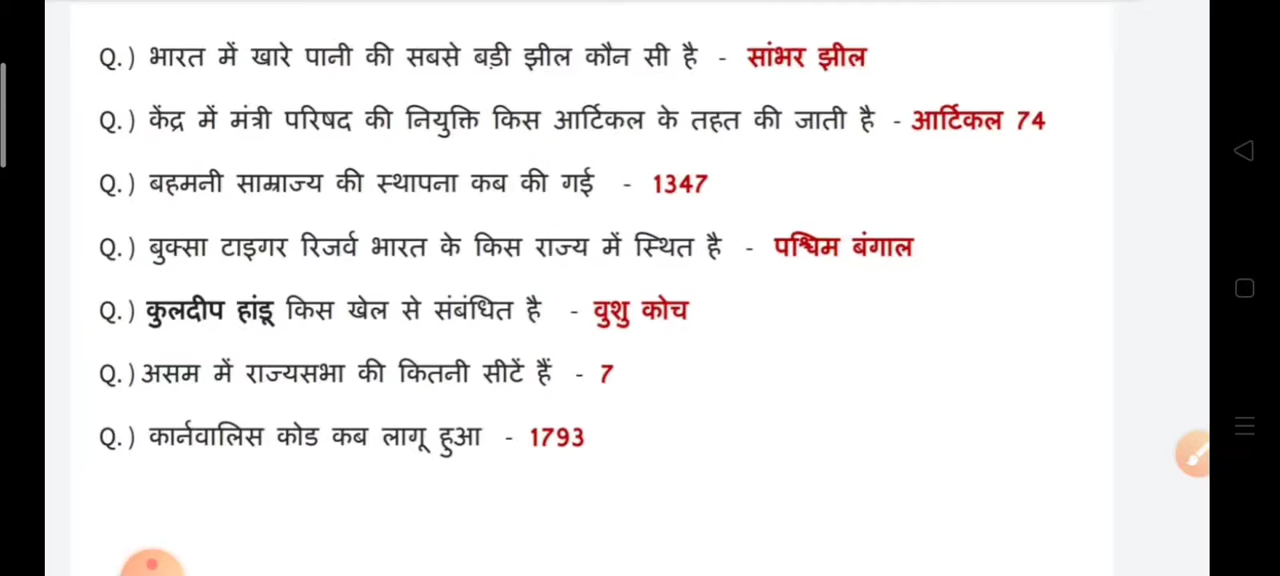 Q.) भारत में खारे पानी की सबसे बड़ी झील कौन सी है - सांभर झील
Q.) केंद्र में मंत्री परिषद की नियुक्ति किस आर्टिकल के तहत की जाती है - आर्टिकल 74
Q.) बहमनी साम्राज्य की स्थापना कब की गई - 1347
Q.) बुक्सा टाइगर रिजर्व भारत के किस राज्य में स्थित है - पश्चिम बंगाल
Q.) कुलदीप हांडू किस खेल से संबंधित है - वुशु कोच
Q.) असम में राज्यसभा की कितनी सीटें हैं - 7
Q.) कार्नवालिस कोड कब लागू हुआ - 1793